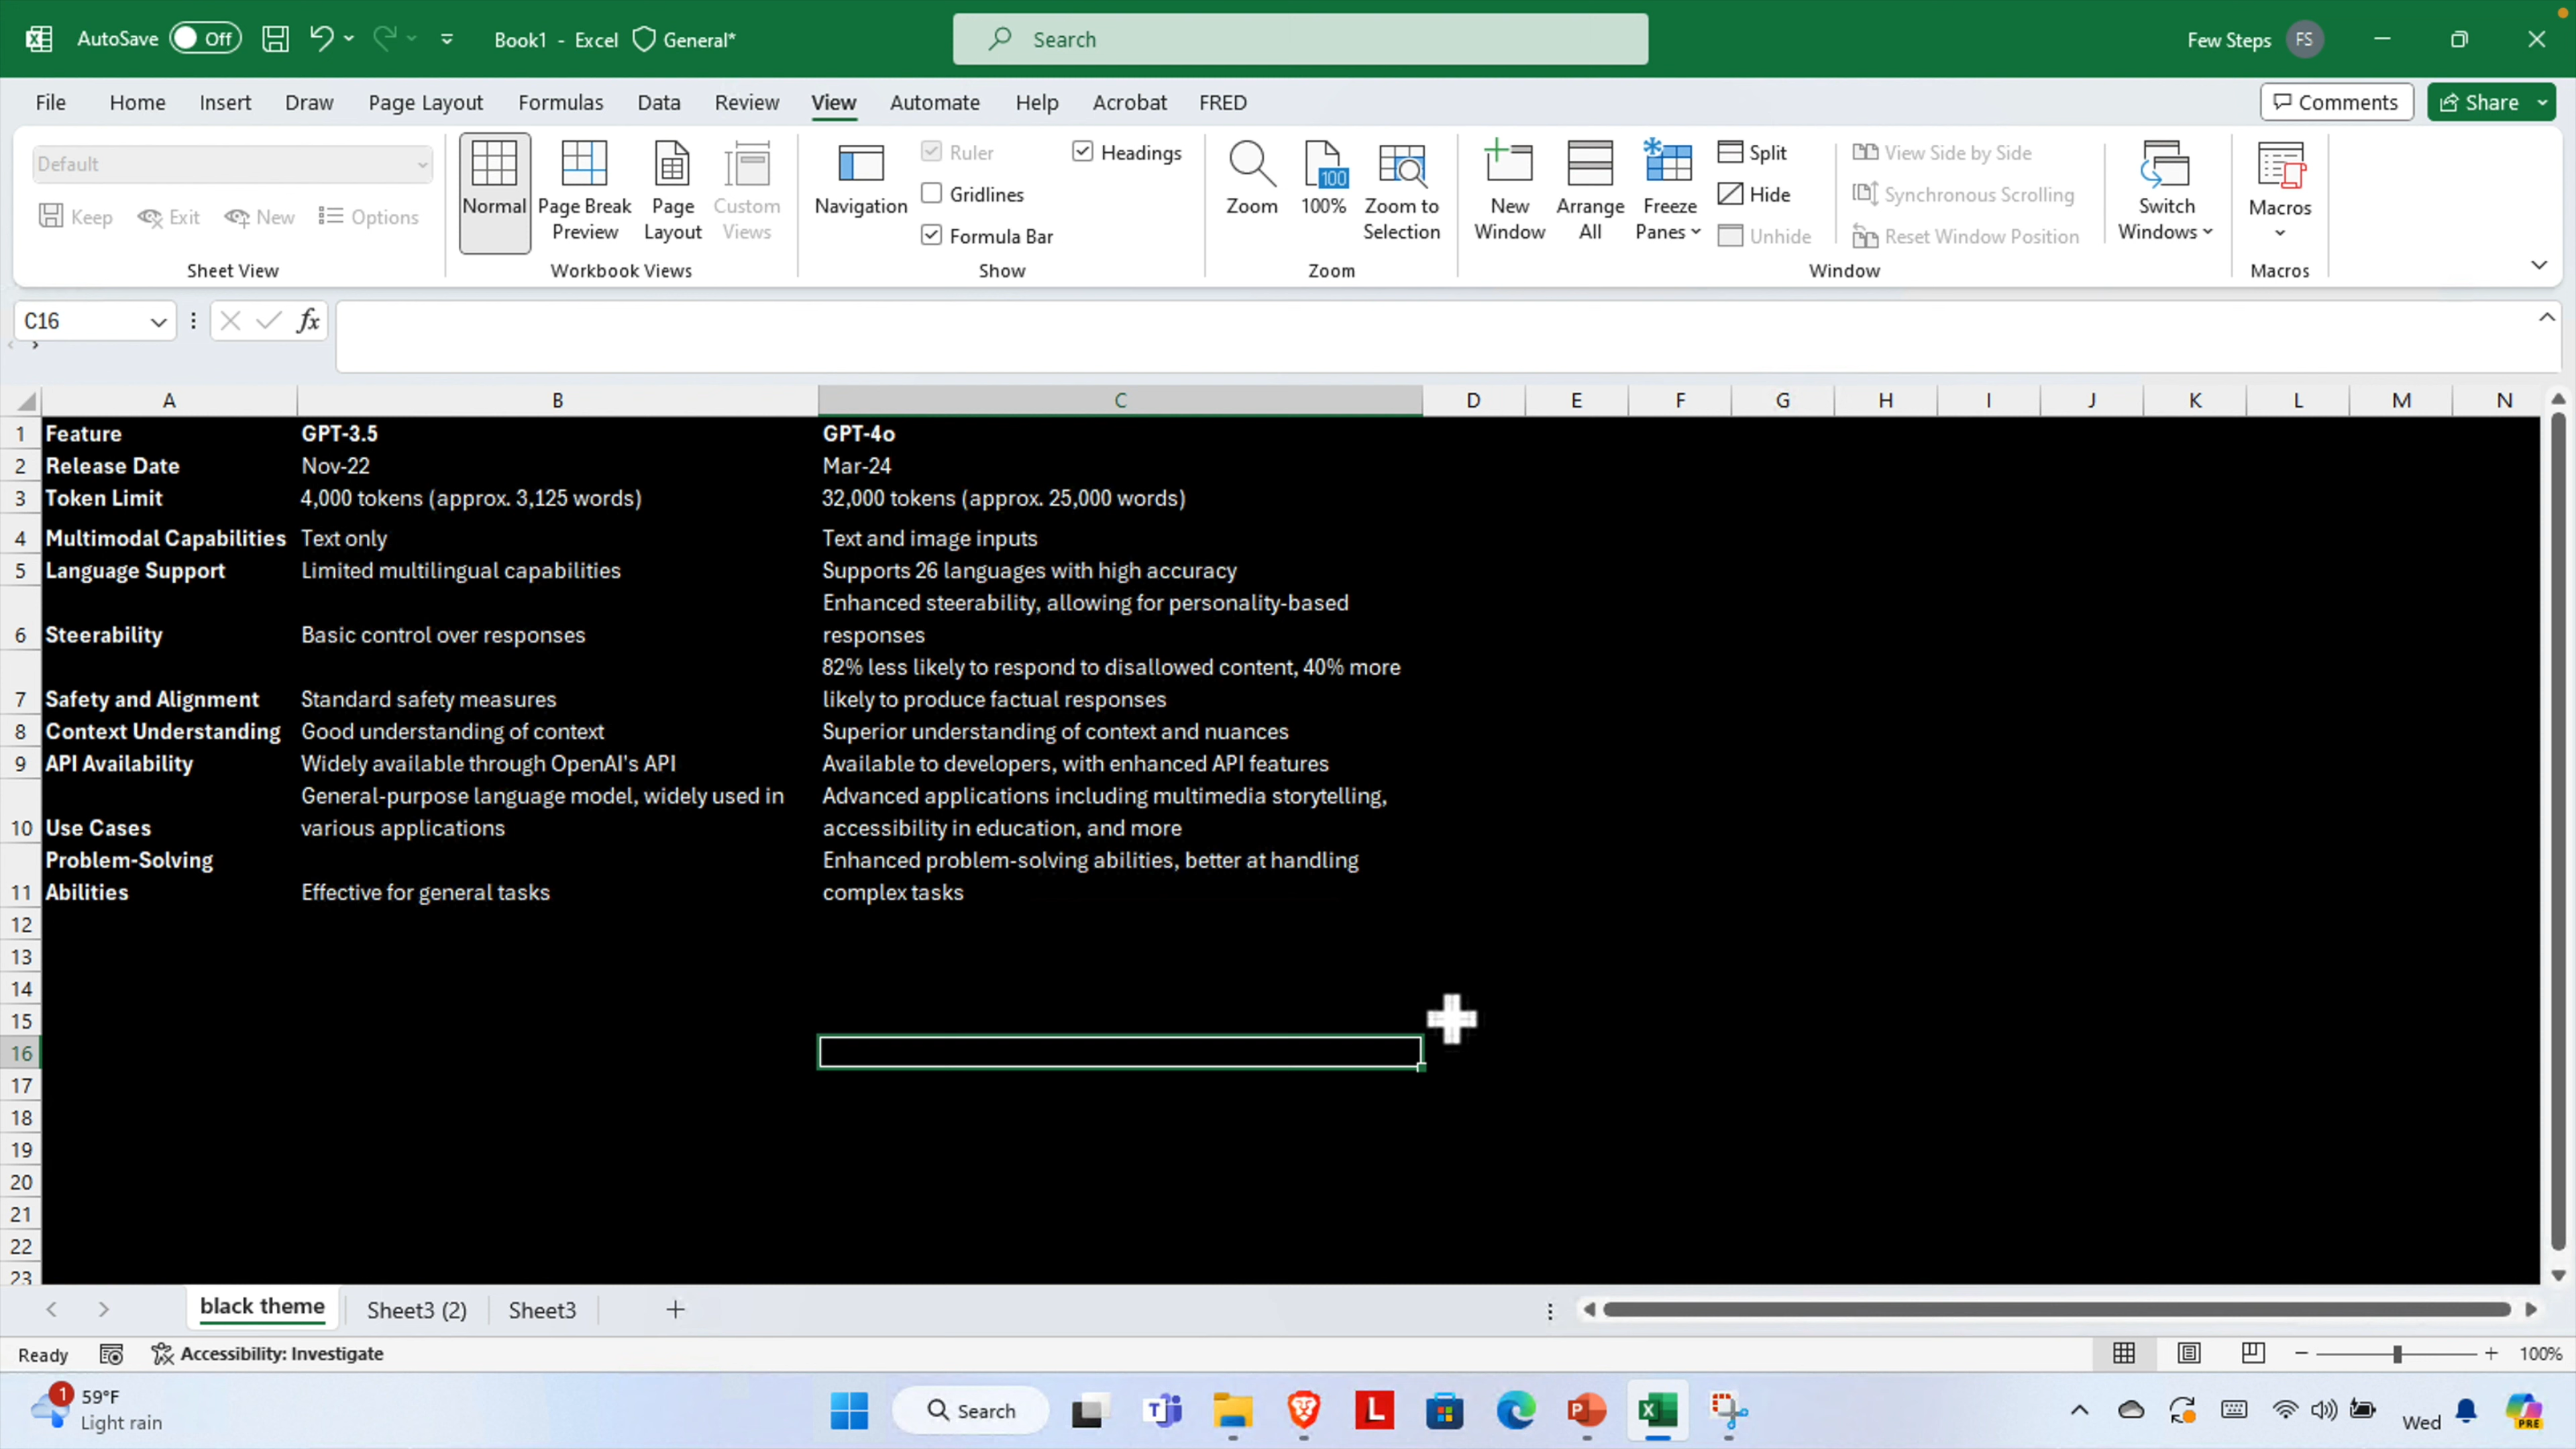 AutoSave Off Book1 - Excel General* Search Few Steps FS
File Home Insert Draw Page Layout Formulas Data Review View Automate Help Acrobat FRED Comments Share
Default
Keep Exit New Options
Sheet View
Normal
Page Break Preview
Page Layout
Custom Views
Workbook Views
Navigation
Ruler
Gridlines
Formula Bar
Headings
Show
Zoom
100
100%
Zoom to Selection
Zoom
New Window
Arrange All
Freeze Panes
Split
Hide
Unhide
View Side by Side
Synchronous Scrolling
Reset Window Position
Switch Windows
Window
Macros
Macros
C16 fx
A B C D E F G H I J K L M N
1 Feature GPT-3.5 GPT-4o
2 Release Date Nov-22 Mar-24
3 Token Limit 4,000 tokens (approx. 3,125 words) 32,000 tokens (approx. 25,000 words)
4 Multimodal Capabilities Text only Text and image inputs
5 Language Support Limited multilingual capabilities Supports 26 languages with high accuracy
Enhanced steerability, allowing for personality-based
6 Steerability Basic control over responses responses
82% less likely to respond to disallowed content, 40% more
7 Safety and Alignment Standard safety measures likely to produce factual responses
8 Context Understanding Good understanding of context Superior understanding of context and nuances
9 API Availability Widely available through OpenAI's API Available to developers, with enhanced API features
General-purpose language model, widely used in Advanced applications including multimedia storytelling,
10 Use Cases various applications accessibility in education, and more
Problem-Solving Enhanced problem-solving abilities, better at handling
11 Abilities Effective for general tasks complex tasks
12
13
14
15
16
17
18
19
20
21
22
23
black theme Sheet3 (2) Sheet3
Ready Accessibility: Investigate 100%
1 59°F
Light rain
Search
L
Wed
PRE